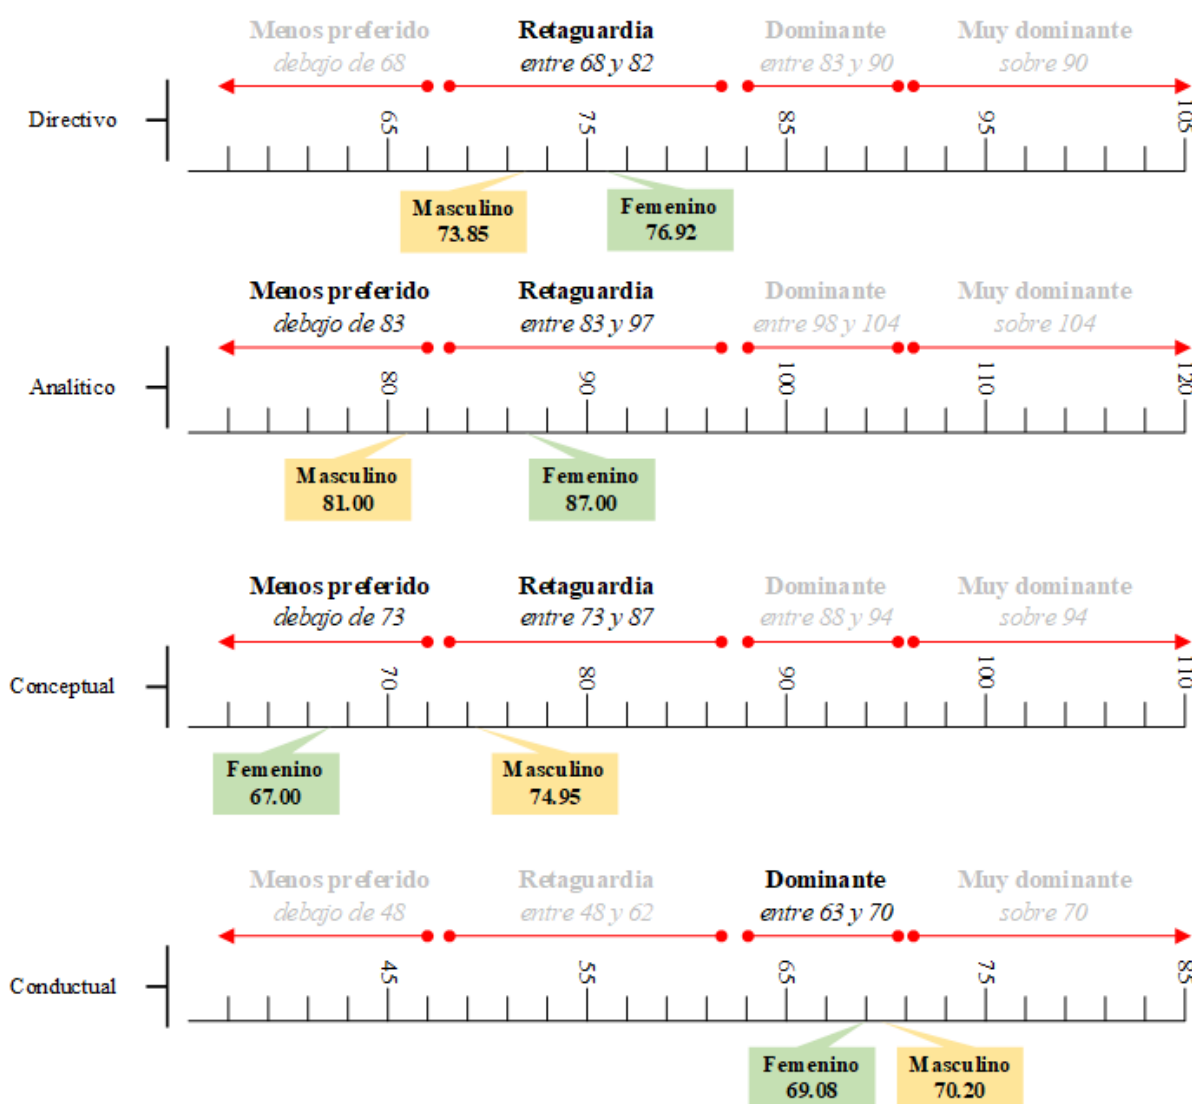 Menos preferido Retaguardia Dominante Muy dominante
debajo de 68 entre 68 y 82 entre 83 y 90 sobre 90
Directivo 65 75 85 95 105
Masculino Femenino
73.85 76.92
Menos preferido Retaguardia Dominante Muy dominante
debajo de 83 entre 83 y 97 entre 98 y 104 sobre 104
Analítico 80 90 100 110 120
Masculino Femenino
81.00 87.00
Menos preferido Retaguardia Dominante Muy dominante
debajo de 73 entre 73 y 87 entre 88 y 94 sobre 94
Conceptual 70 80 90 100 110
Femenino Masculino
67.00 74.95
Menos preferido Retaguardia Dominante Muy dominante
debajo de 48 entre 48 y 62 entre 63 y 70 sobre 70
Conductual 45 55 65 75 85
Femenino Masculino
69.08 70.20